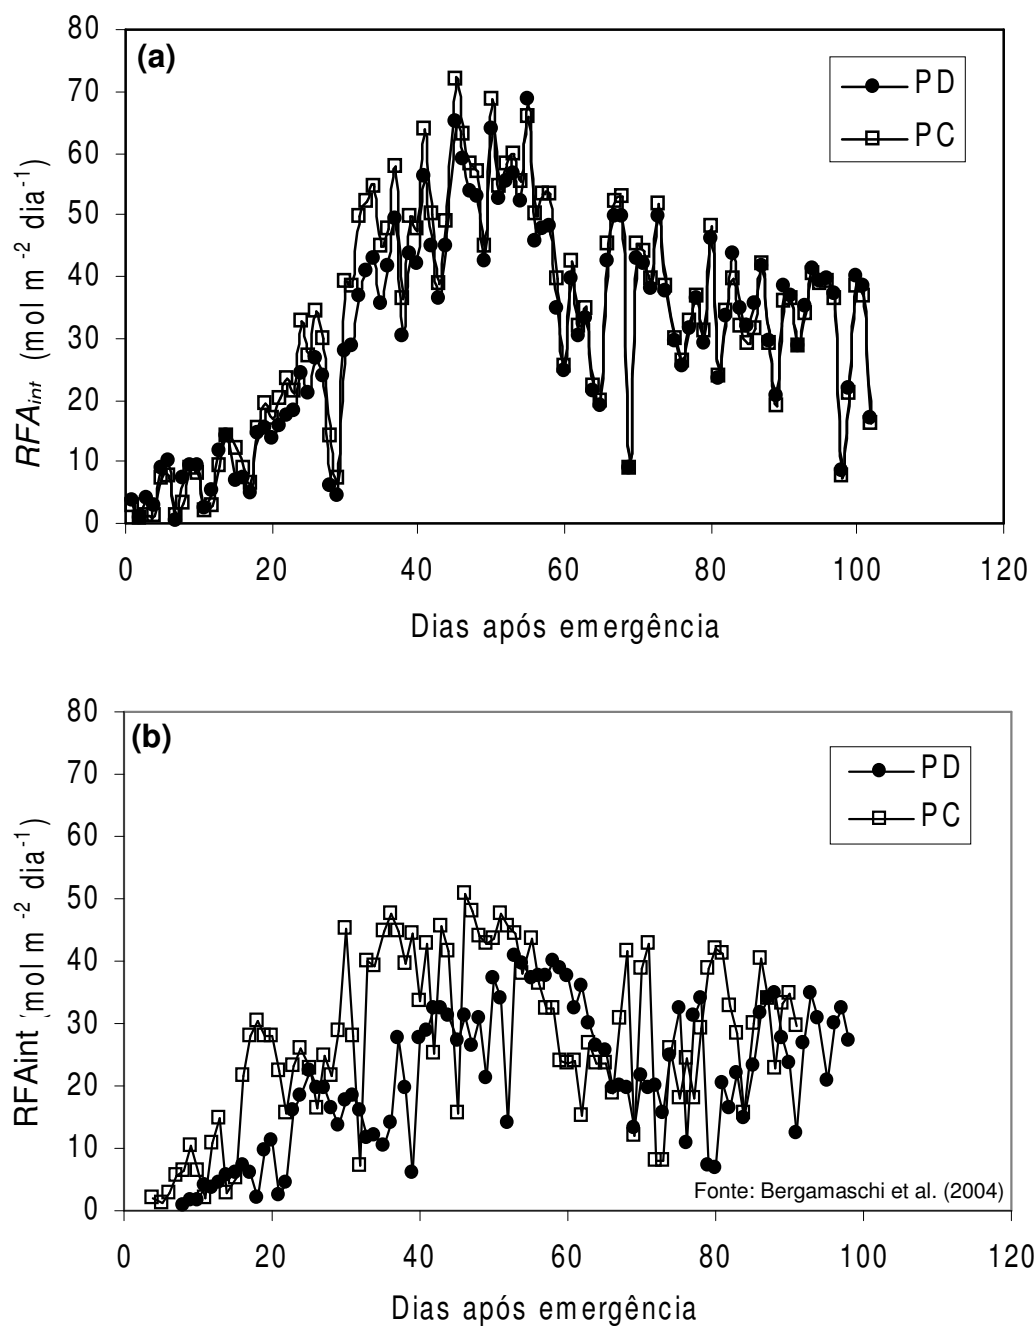 (a)
PD
PC
RFAint (mol m-2 dia-1)
80
70
60
50
40
30
20
10
0
0 20 40 60 80 100 120
Dias após emergência
(b)
PD
PC
RFAint (mol m-2 dia-1)
80
70
60
50
40
30
20
10
0
Fonte: Bergamaschi et al. (2004)
0 20 40 60 80 100 120
Dias após emergência